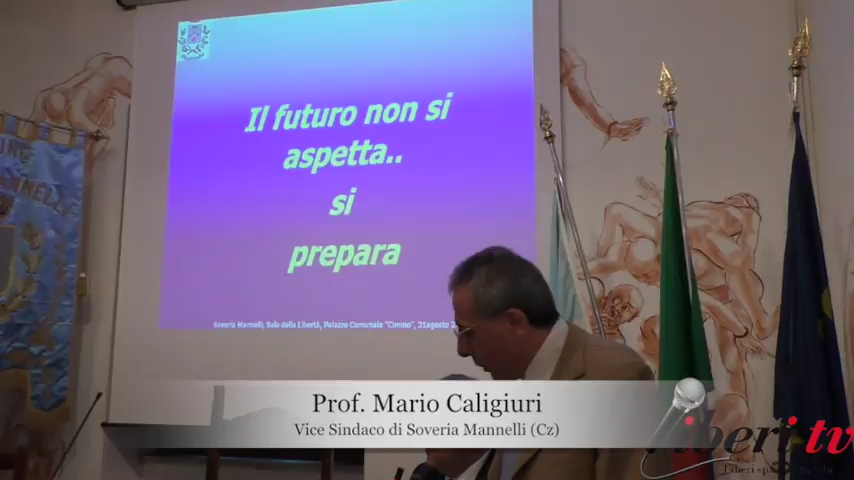 Il futuro non si
aspetta..
si
prepara
Soveria Mannelli, Sala della Libertà, Palazzo Comunale "Cimino", 21agosto
Prof. Mario Caligiuri
Vice Sindaco di Soveria Mannelli (Cz)
liberi.tv